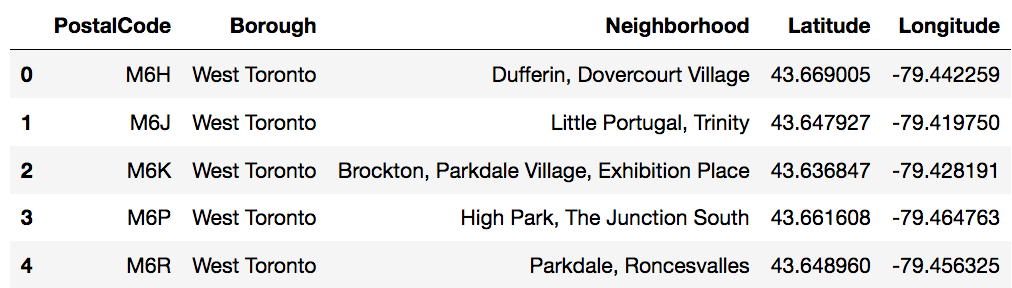 PostalCode Borough Neighborhood Latitude Longitude
0 M6H West Toronto Dufferin, Dovercourt Village 43.669005 -79.442259
1 M6J West Toronto Little Portugal, Trinity 43.647927 -79.419750
2 M6K West Toronto Brockton, Parkdale Village, Exhibition Place 43.636847 -79.428191
3 M6P West Toronto High Park, The Junction South 43.661608 -79.464763
4 M6R West Toronto Parkdale, Roncesvalles 43.648960 -79.456325